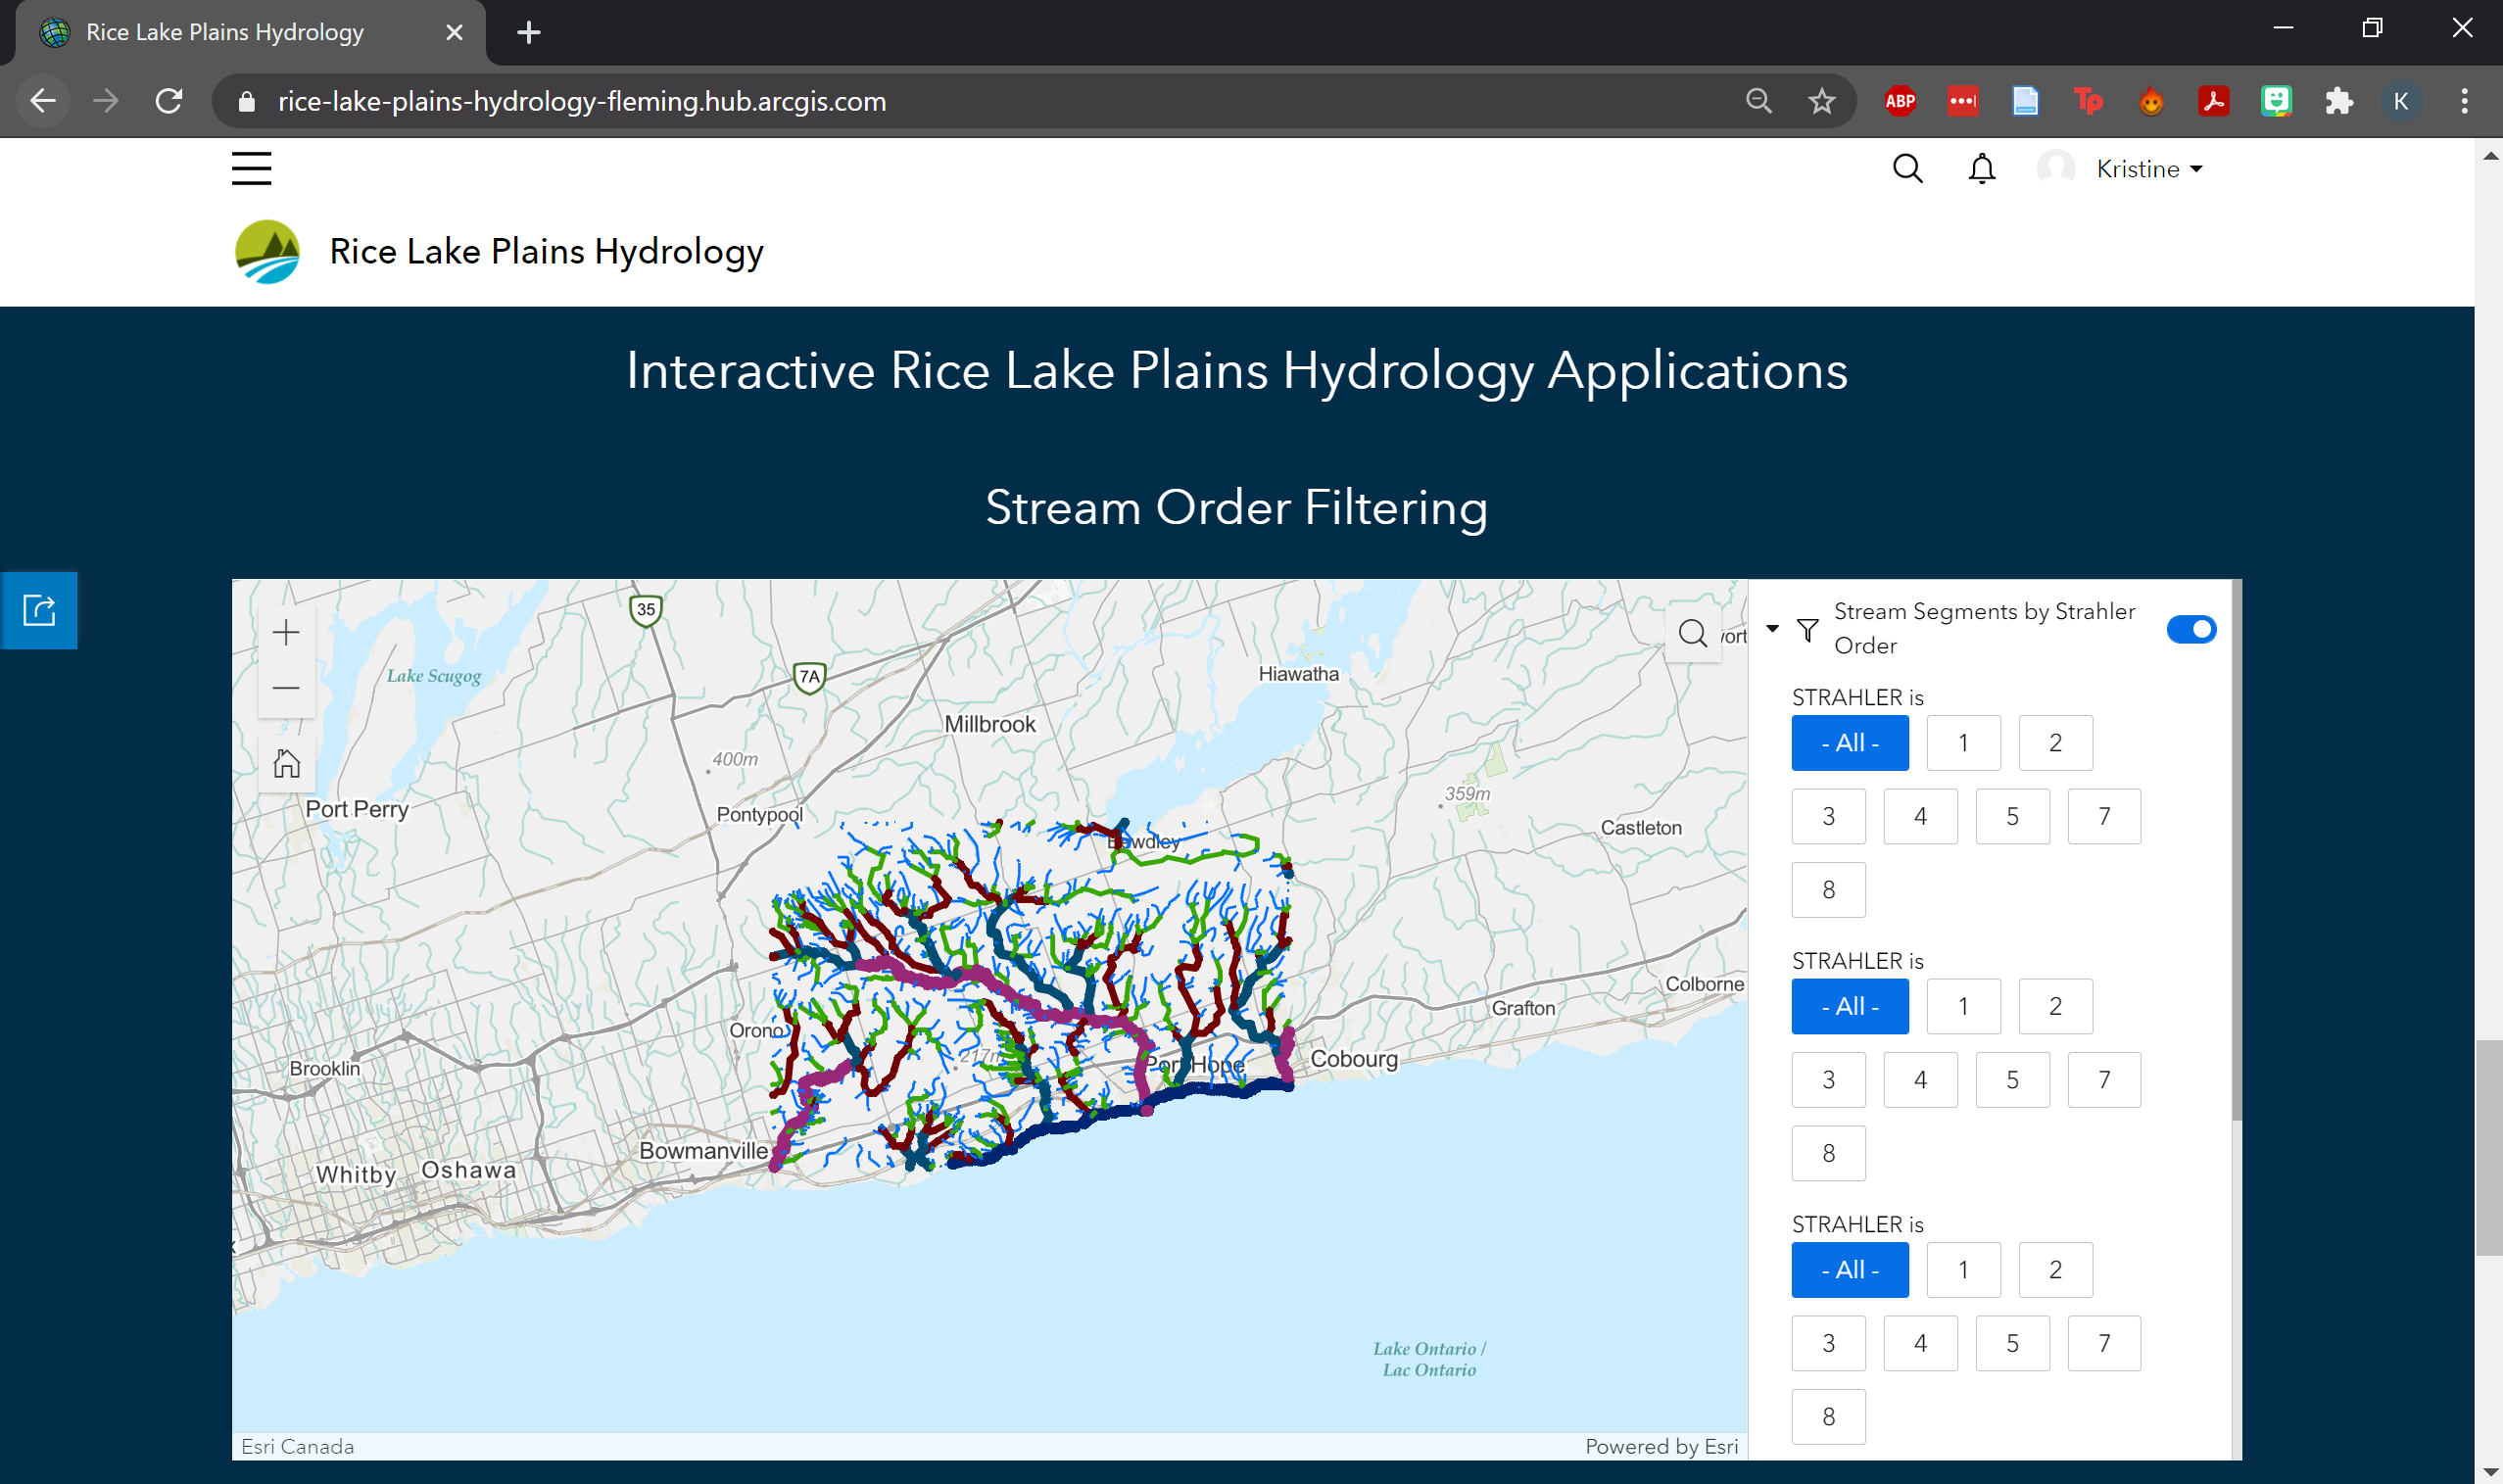 Rice Lake Plains Hydrology
rice-lake-plains-hydrology-fleming.hub.arcgis.com
ABP
Tp
K
Kristine
Rice Lake Plains Hydrology
Interactive Rice Lake Plains Hydrology Applications
Stream Order Filtering
35
Lake Scugog
7A
Hiawatha
Millbrook
400m
359m
Port Perry
Pontypool
Castleton
Colborne
Grafton
Orono
217m
Brooklin
Port Hope
Cobourg
Bowmanville
Whitby
Oshawa
Lake Ontario /
Lac Ontario
Esri Canada
Powered by Esri
Stream Segments by Strahler
Order
STRAHLER is
- All -
1
2
3
4
5
7
8
STRAHLER is
- All -
1
2
3
4
5
7
8
STRAHLER is
- All -
1
2
3
4
5
7
8